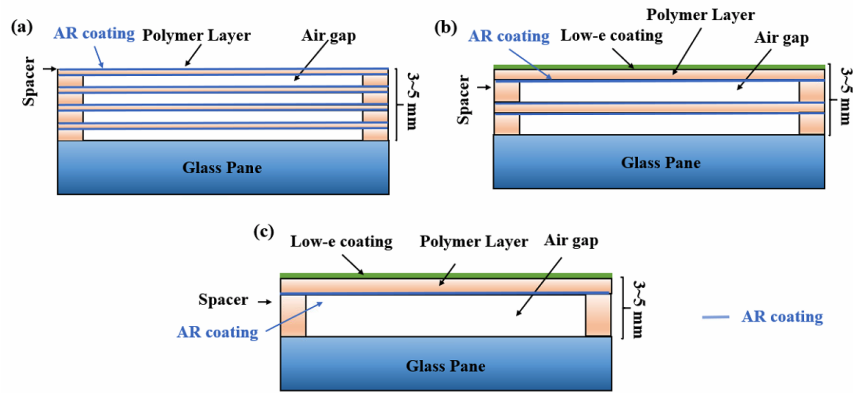 (a)
AR coating
Polymer Layer
Air gap
Spacer
3~5 mm
Glass Pane
(b)
Polymer Layer
AR coating
Low-e coating
Air gap
Spacer
3~5 mm
Glass Pane
(c)
Low-e coating
Polymer Layer
Air gap
Spacer
AR coating
3~5 mm
Glass Pane
AR coating